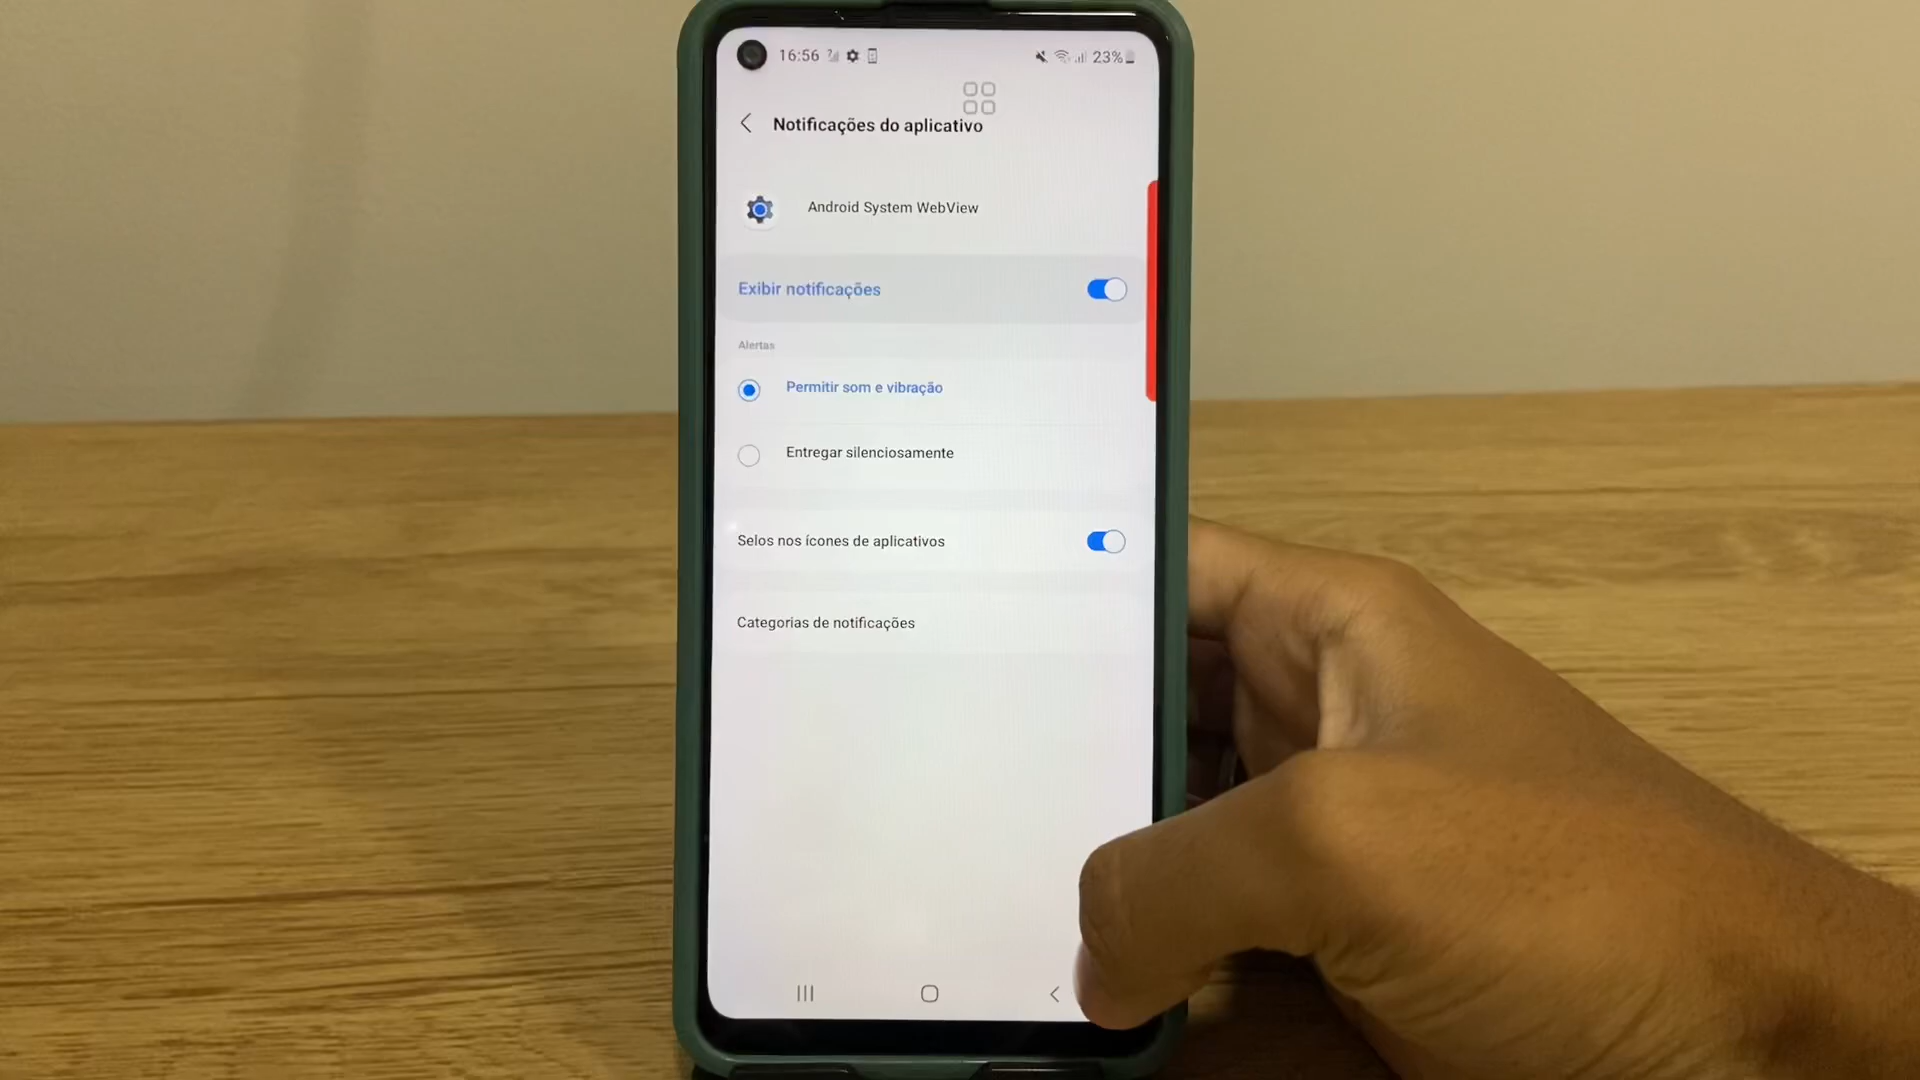 16:56
23%
Notificações do aplicativo
Android System WebView
Exibir notificações
Alertas
Permitir som e vibração
Entregar silenciosamente
Selos nos ícones de aplicativos
Categorias de notificações